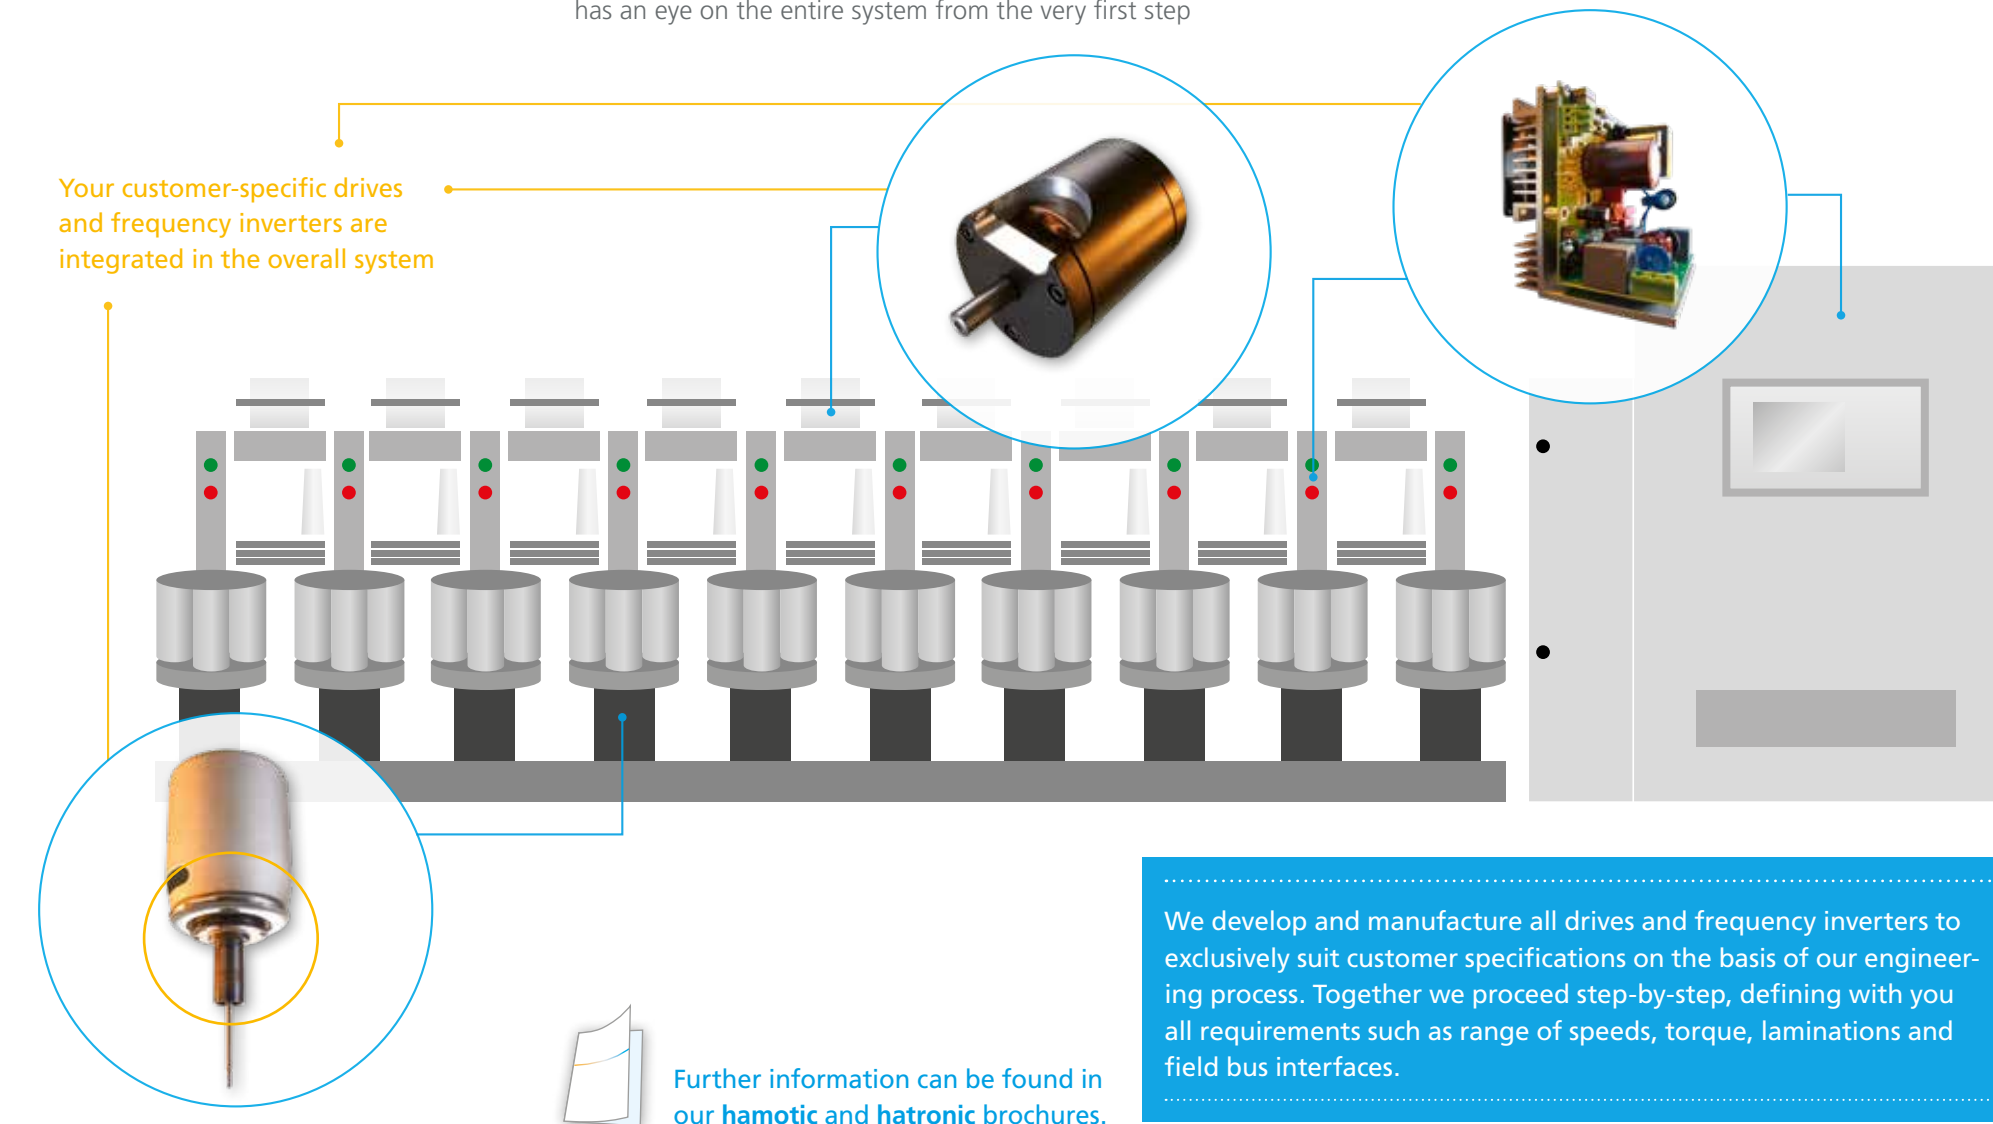 has an eye on the entire system from the very first step
Your customer-specific drives
and frequency inverters are
integrated in the overall system
We develop and manufacture all drives and frequency inverters to
exclusively suit customer specifications on the basis of our engineer-
ing process. Together we proceed step-by-step, defining with you
all requirements such as range of speeds, torque, laminations and
field bus interfaces.
Further information can be found in
our hamotic and hatronic brochures.